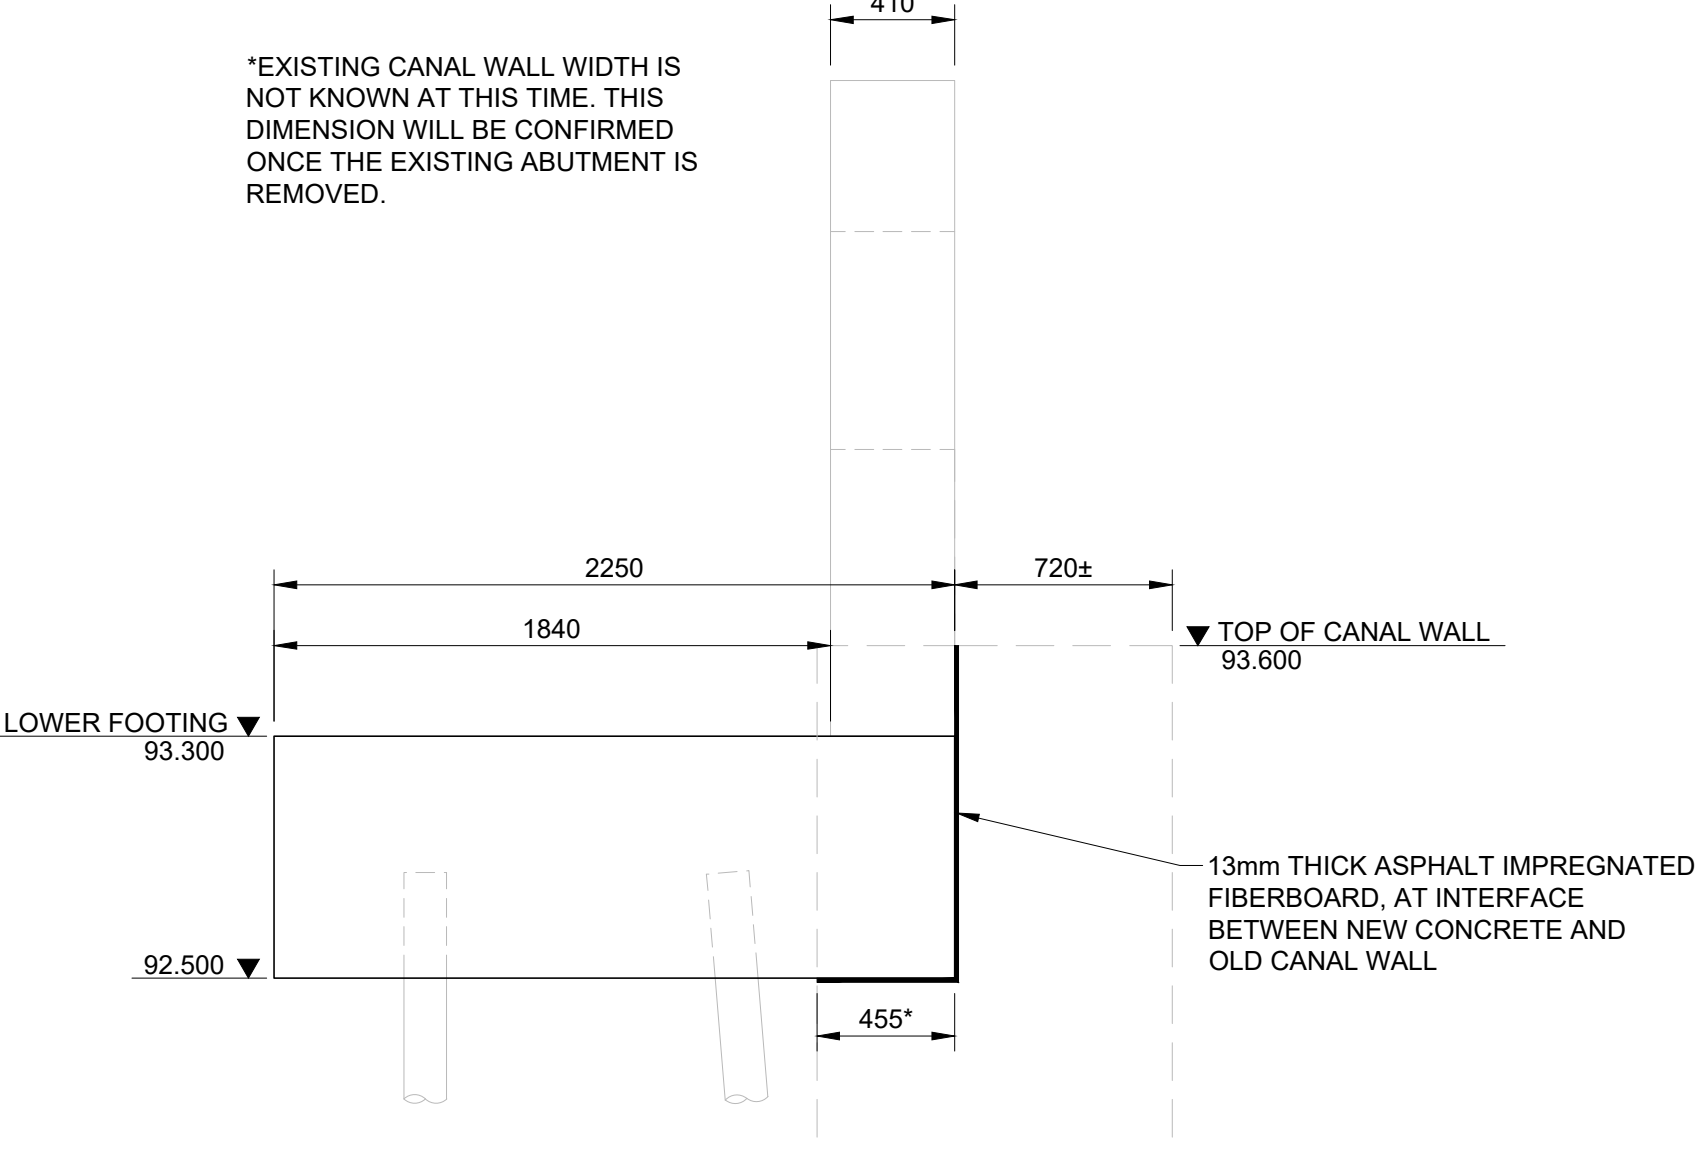 410
*EXISTING CANAL WALL WIDTH IS
NOT KNOWN AT THIS TIME. THIS
DIMENSION WILL BE CONFIRMED
ONCE THE EXISTING ABUTMENT IS
REMOVED.
2250
720±
1840
TOP OF CANAL WALL
93.600
LOWER FOOTING
93.300
13mm THICK ASPHALT IMPREGNATED
FIBERBOARD, AT INTERFACE
BETWEEN NEW CONCRETE AND
OLD CANAL WALL
92.500
455*